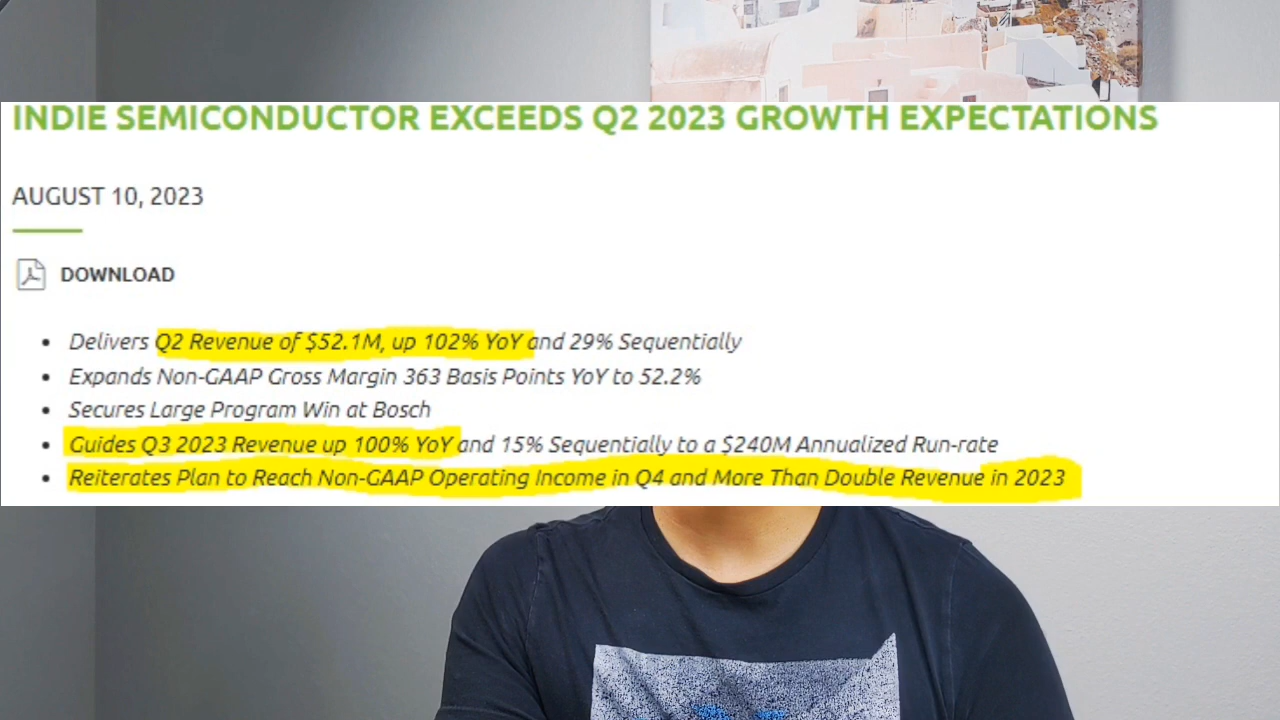 INDIE SEMICONDUCTOR EXCEEDS Q2 2023 GROWTH EXPECTATIONS
AUGUST 10, 2023
DOWNLOAD
• Delivers Q2 Revenue of $52.1M, up 102% YoY and 29% Sequentially
• Expands Non-GAAP Gross Margin 363 Basis Points YoY to 52.2%
• Secures Large Program Win at Bosch
• Guides Q3 2023 Revenue up 100% YoY and 15% Sequentially to a $240M Annualized Run-rate
• Reiterates Plan to Reach Non-GAAP Operating Income in Q4 and More Than Double Revenue in 2023